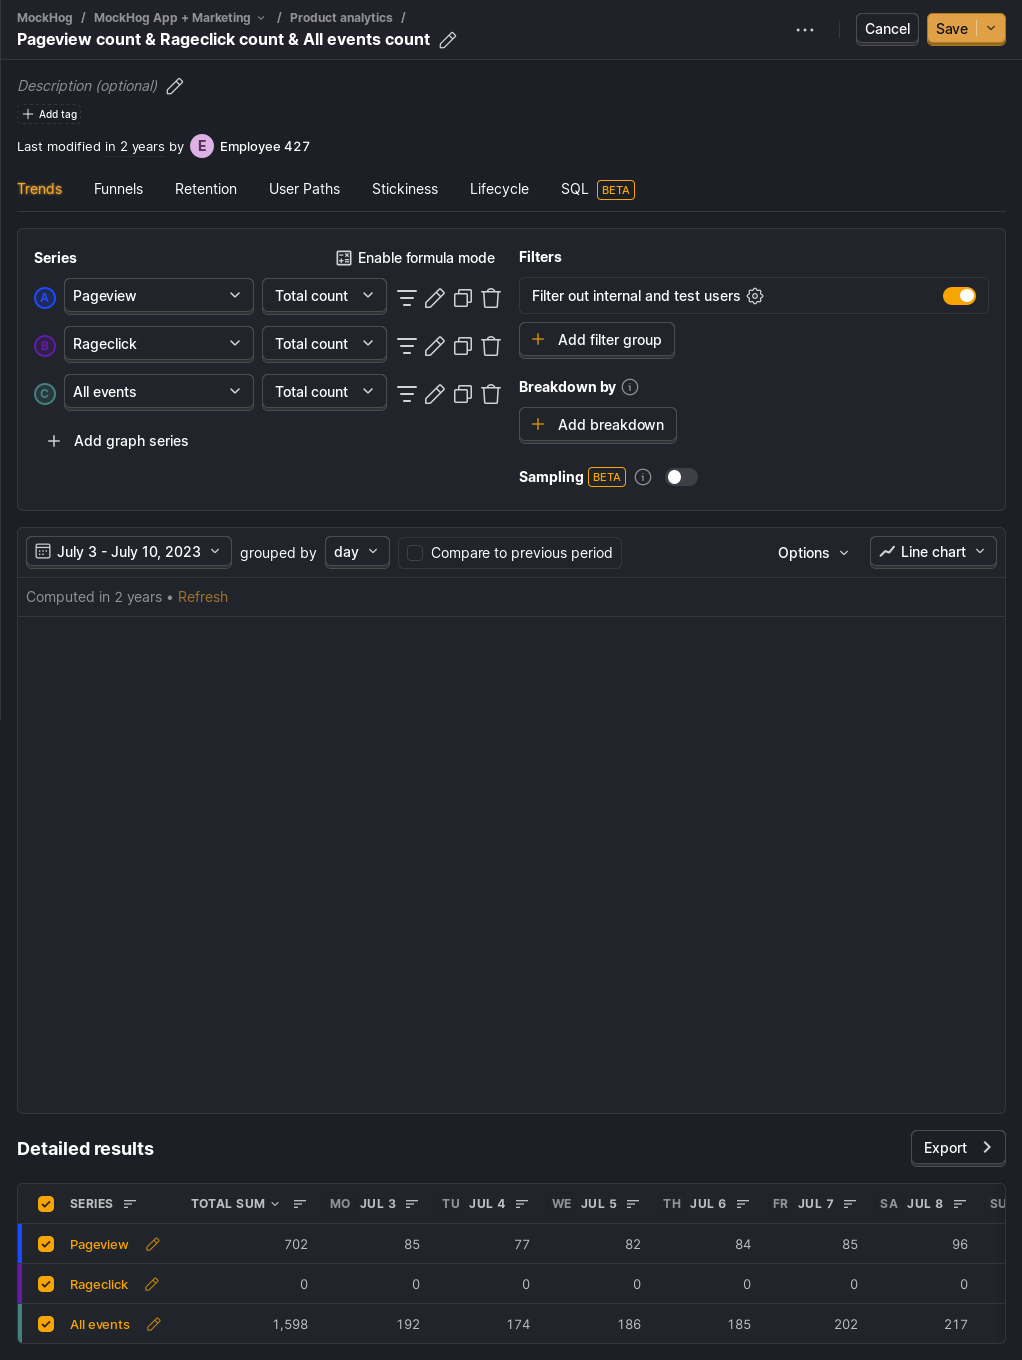 MockHog / MockHog App + Marketing / Product analytics /
Pageview count & Rageclick count & All events count
Cancel
Save
Description (optional)
Add tag
Last modified in 2 years by E Employee 427
Trends Funnels Retention User Paths Stickiness Lifecycle SQL BETA
Series
Enable formula mode
A Pageview Total count
B Rageclick Total count
C All events Total count
Add graph series
Filters
Filter out internal and test users
Add filter group
Breakdown by
Add breakdown
Sampling BETA
July 3 - July 10, 2023 grouped by day Compare to previous period Options Line chart
Computed in 2 years • Refresh
Detailed results
Export
SERIES TOTAL SUM MO JUL 3 TU JUL 4 WE JUL 5 TH JUL 6 FR JUL 7 SA JUL 8 SU
Pageview 702 85 77 82 84 85 96
Rageclick 0 0 0 0 0 0 0
All events 1,598 192 174 186 185 202 217